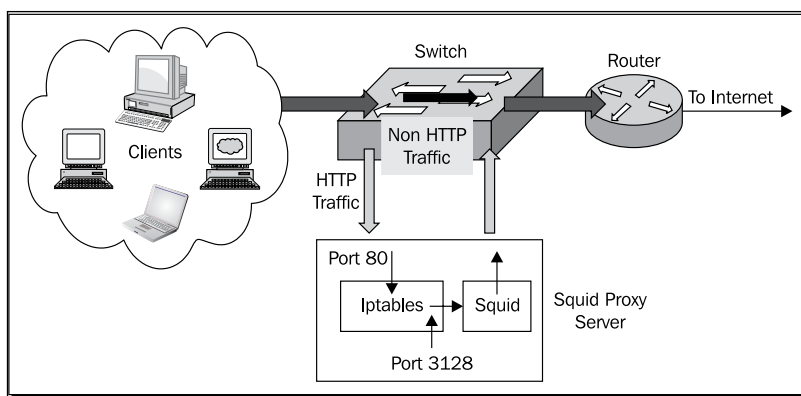 Switch
Router
To Internet
Clients
Non HTTP
Traffic
HTTP
Traffic
Port 80
Iptables
Squid
Squid Proxy
Server
Port 3128